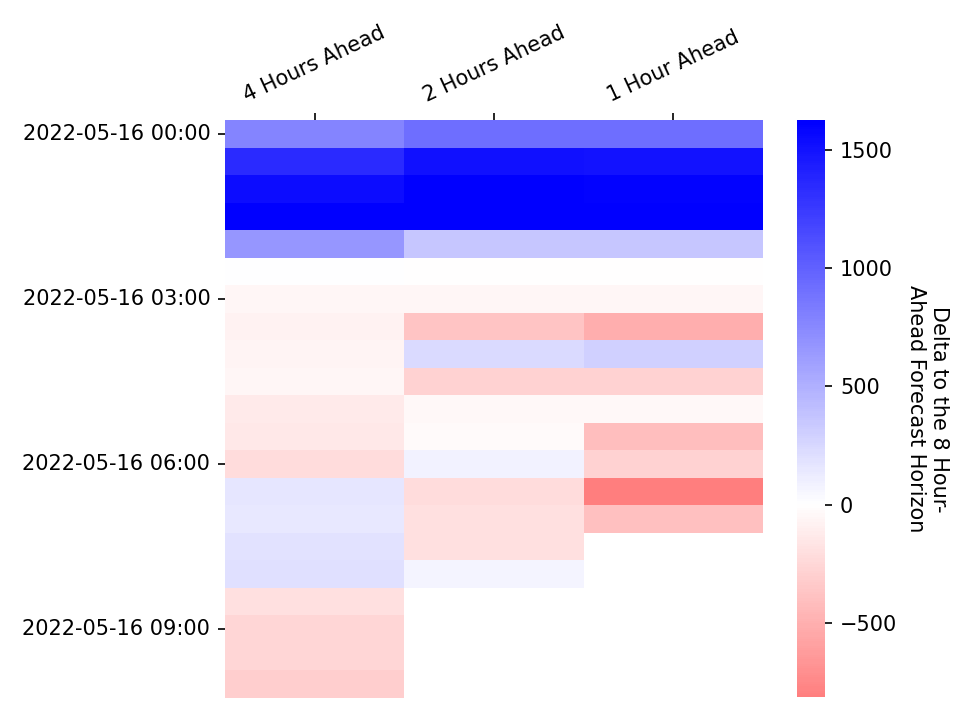 4 Hours Ahead
2 Hours Ahead
1 Hour Ahead
2022-05-16 00:00
2022-05-16 03:00
2022-05-16 06:00
2022-05-16 09:00
1500
1000
500
0
−500
Delta to the 8 Hour-
Ahead Forecast Horizon